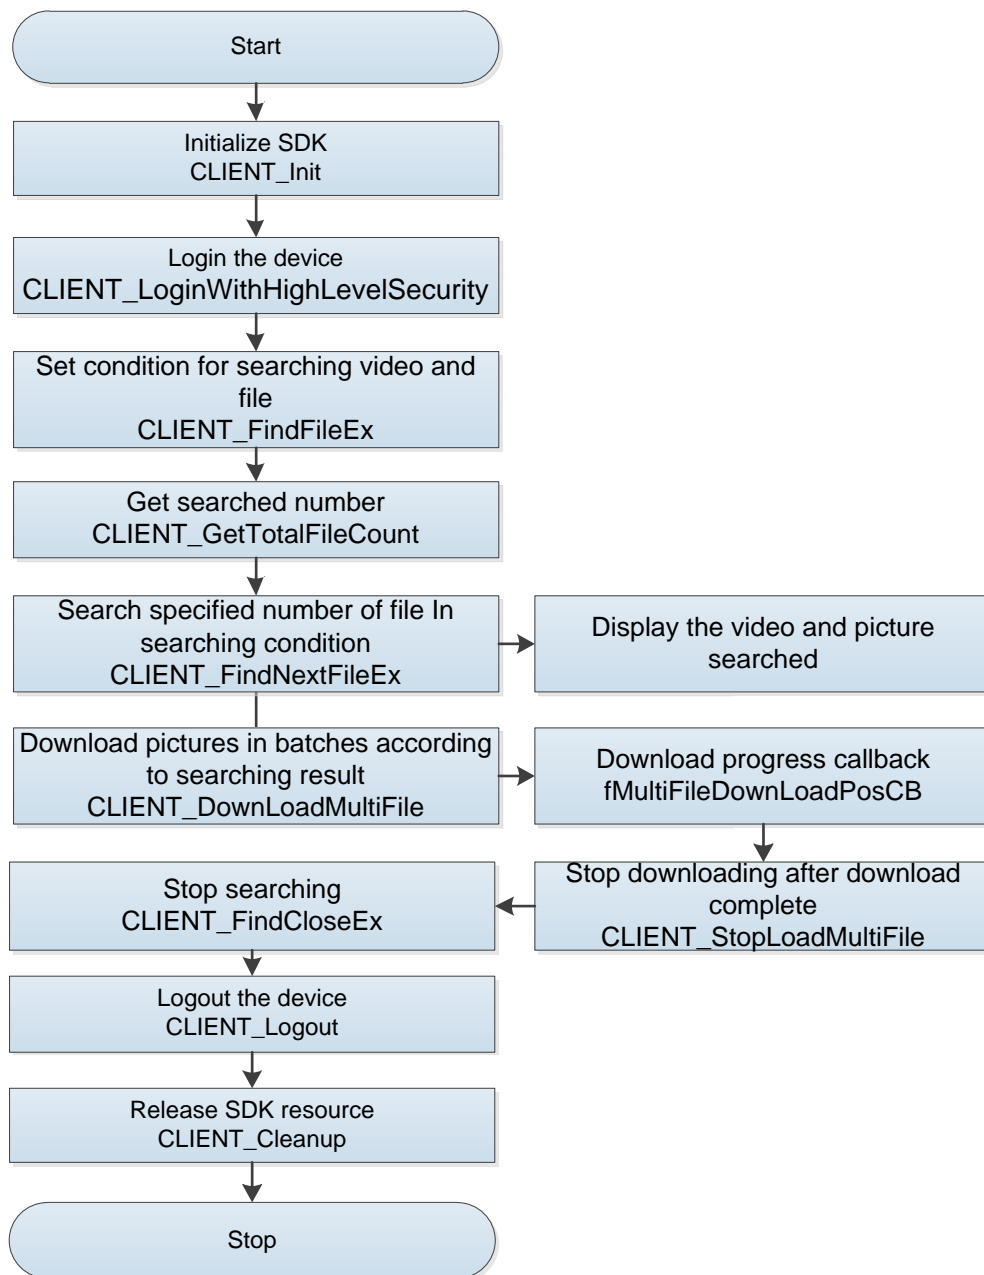 Start
Initialize SDK
CLIENT_Init
Login the device
CLIENT_LoginWithHighLevelSecurity
Set condition for searching video and
file
CLIENT_FindFileEx
Get searched number
CLIENT_GetTotalFileCount
Search specified number of file In
searching condition
CLIENT_FindNextFileEx
Display the video and picture
searched
Download pictures in batches according
to searching result
CLIENT_DownLoadMultiFile
Download progress callback
fMultiFileDownLoadPosCB
Stop downloading after download
complete
CLIENT_StopLoadMultiFile
Stop searching
CLIENT_FindCloseEx
Logout the device
CLIENT_Logout
Release SDK resource
CLIENT_Cleanup
Stop